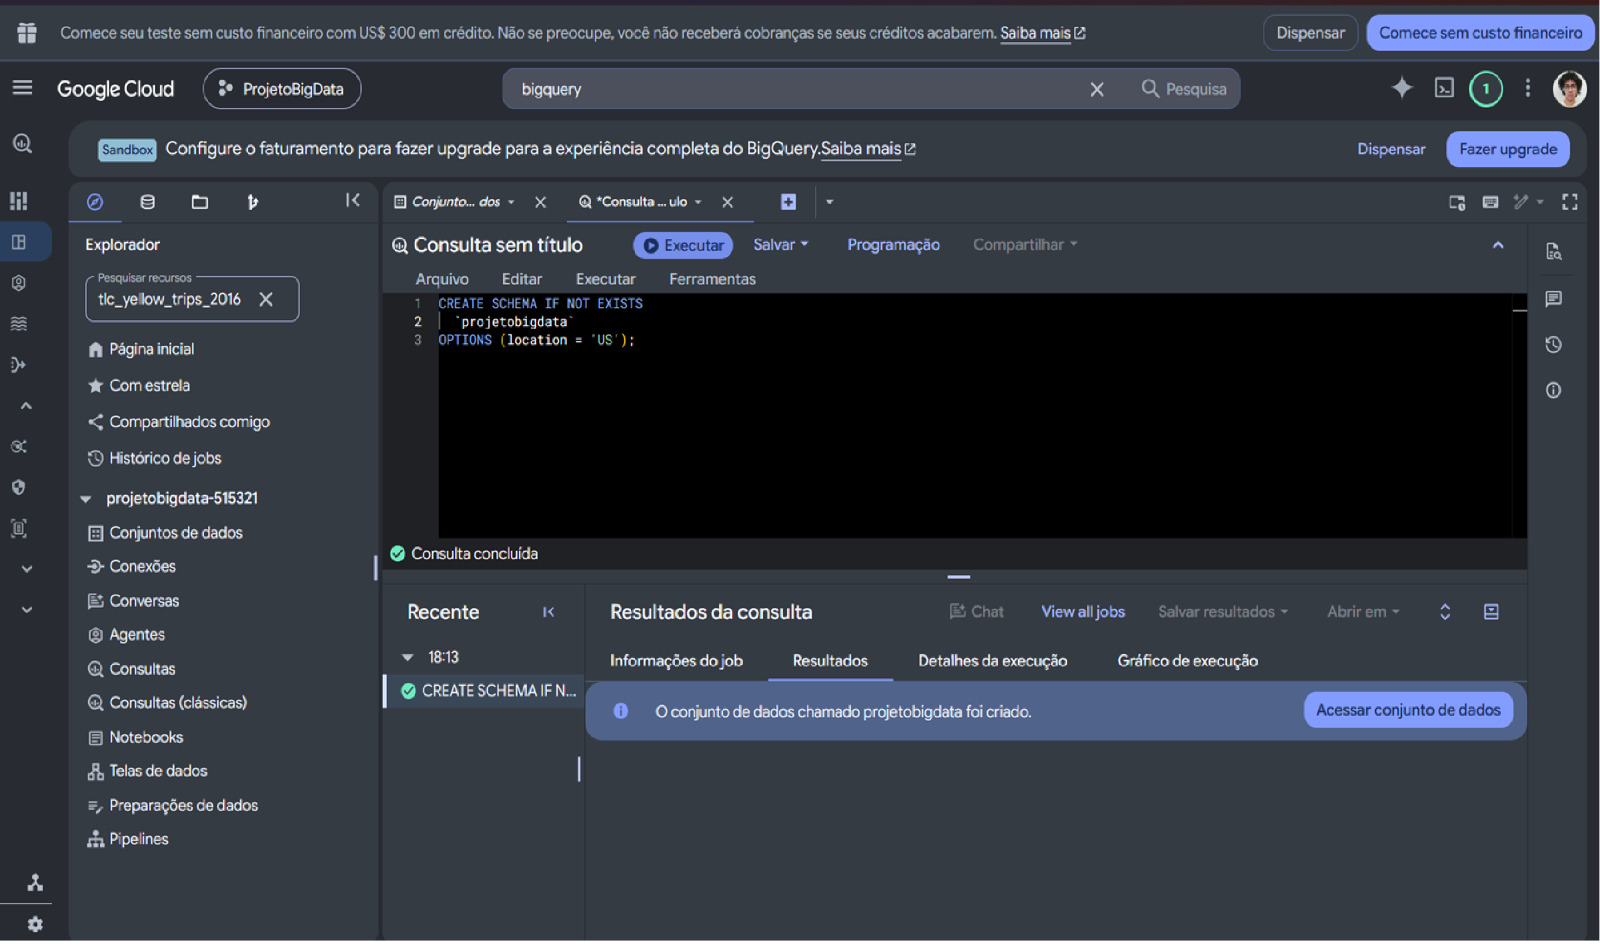 Comece seu teste sem custo financeiro com US$ 300 em crédito. Não se preocupe, você não receberá cobranças se seus créditos acabarem. Saiba mais
Dispensar
Comece sem custo financeiro
Google Cloud
ProjetoBigData
bigquery
Pesquisa
1
Sandbox
Configure o faturamento para fazer upgrade para a experiência completa do BigQuery.Saiba mais
Dispensar
Fazer upgrade
Conjunto... dos
*Consulta ... ulo
Explorador
Pesquisar recursos
tlc_yellow_trips_2016
Página inicial
Com estrela
Compartilhados comigo
Histórico de jobs
projetobigdata-515321
Conjuntos de dados
Conexões
Conversas
Agentes
Consultas
Consultas (clássicas)
Notebooks
Telas de dados
Preparações de dados
Pipelines
Consulta sem título
Executar
Salvar
Programação
Compartilhar
Arquivo Editar Executar Ferramentas
1 CREATE SCHEMA IF NOT EXISTS
2 `projetobigdata`
3 OPTIONS (location = 'US');
Consulta concluída
Recente
18:13
CREATE SCHEMA IF N...
Resultados da consulta
Chat
View all jobs
Salvar resultados
Abrir em
Informações do job
Resultados
Detalhes da execução
Gráfico de execução
O conjunto de dados chamado projetobigdata foi criado.
Acessar conjunto de dados